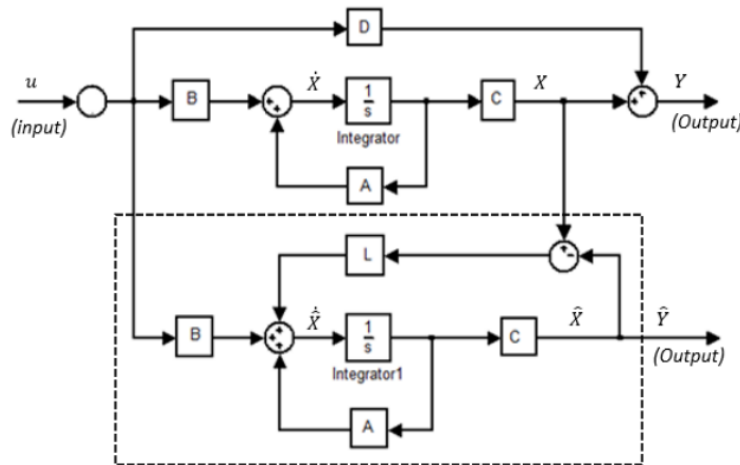 D
u
Ẋ
X
Y
B
1
s
C
(input)
(Output)
Integrator
A
L
X̂̇
X̂
Ŷ
B
1
s
C
(Output)
Integrator1
A